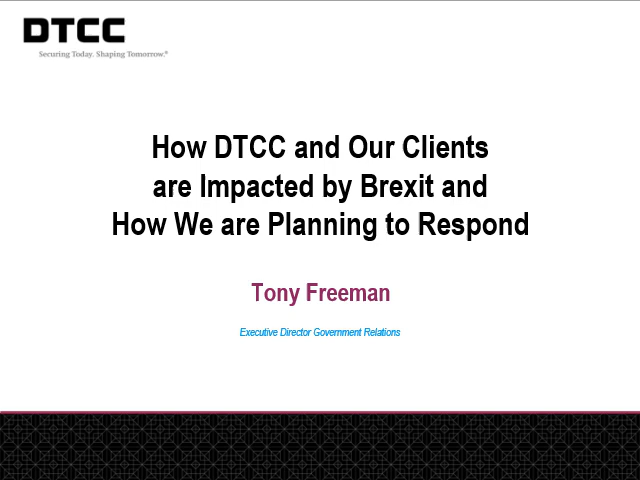 DTCC
Securing Today. Shaping Tomorrow.®
How DTCC and Our Clients
are Impacted by Brexit and
How We are Planning to Respond
Tony Freeman
Executive Director Government Relations